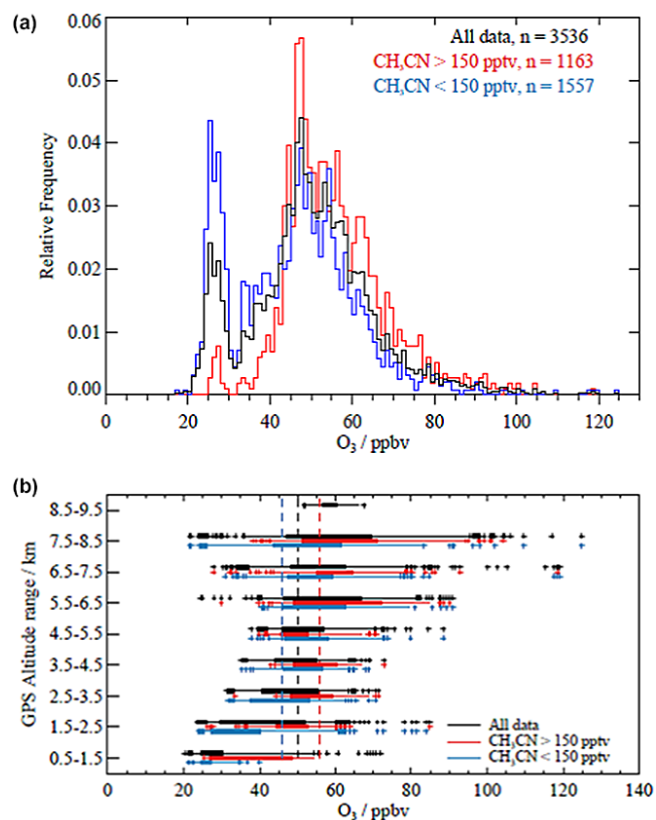 (a)
0.06
All data, n = 3536
CH₃CN > 150 pptv, n = 1163
CH₃CN < 150 pptv, n = 1557
0.05
0.04
0.03
0.02
0.01
0.00
Relative Frequency
0 20 40 60 80 100 120
O₃ / ppbv
(b)
8.5-9.5
7.5-8.5
6.5-7.5
5.5-6.5
4.5-5.5
3.5-4.5
2.5-3.5
1.5-2.5
0.5-1.5
GPS Altitude range / km
All data
CH₃CN > 150 pptv
CH₃CN < 150 pptv
0 20 40 60 80 100 120 140
O₃ / ppbv